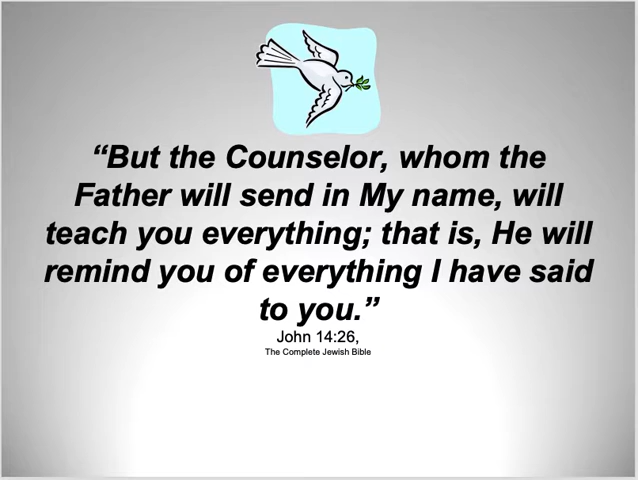 “But the Counselor, whom the
Father will send in My name, will
teach you everything; that is, He will
remind you of everything I have said
to you.”
John 14:26,
The Complete Jewish Bible